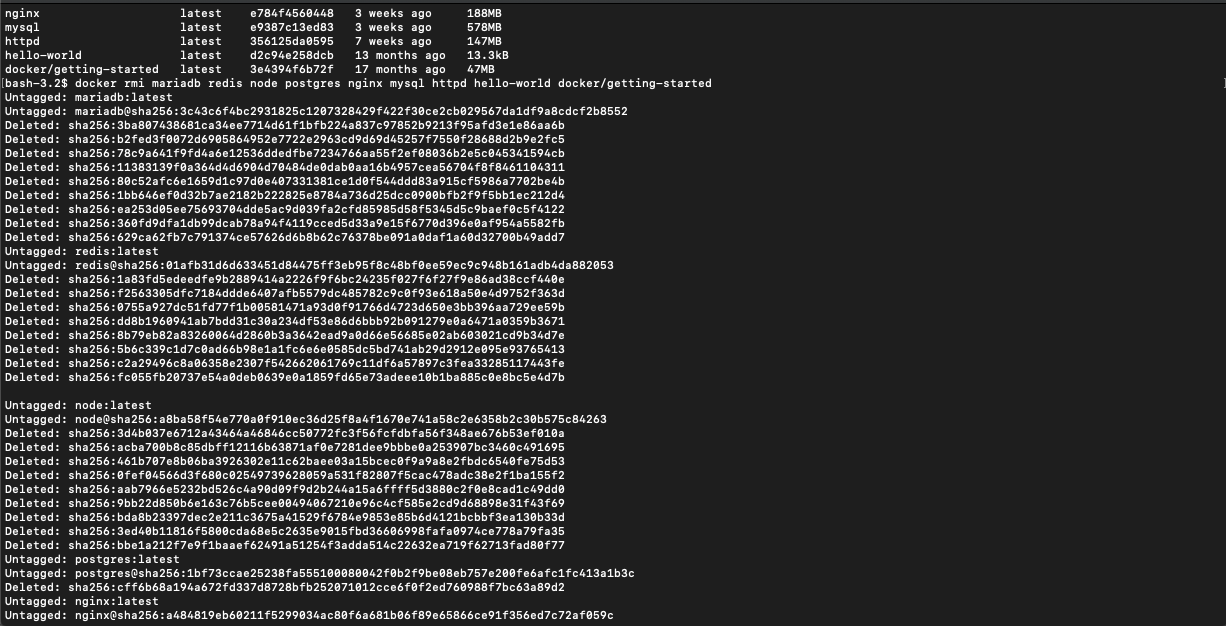 nginx                    latest    e784f4560448   3 weeks ago     188MB
mysql                    latest    e9387c13ed83   3 weeks ago     578MB
httpd                    latest    356125da0595   7 weeks ago     147MB
hello-world              latest    d2c94e258dcb   13 months ago   13.3kB
docker/getting-started   latest    3e4394f6b72f   17 months ago   47MB
[bash-3.2$ docker rmi mariadb redis node postgres nginx mysql httpd hello-world docker/getting-started ]
Untagged: mariadb:latest
Untagged: mariadb@sha256:3c43c6f4bc2931825c1207328429f422f30ce2cb029567da1df9a8cdcf2b8552
Deleted: sha256:3ba807438681ca34ee7714d61f1bfb224a837c97852b9213f95afd3e1e86aa6b
Deleted: sha256:b2fed3f0072d6905864952e7722e2963cd9d69d45257f7550f28688d2b9e2fc5
Deleted: sha256:78c9a641f9fd4a6e12536ddedfbe7234766aa55f2ef08036b2e5c045341594cb
Deleted: sha256:11383139f0a364d4d6904d70484de0dab0aa16b4957cea56704f8f8461104311
Deleted: sha256:80c52afc6e1659d1c97d0e407331381ce1d0f544ddd83a915cf5986a7702be4b
Deleted: sha256:1bb646ef0d32b7ae2182b222825e8784a736d25dcc0900bfb2f9f5bb1ec212d4
Deleted: sha256:ea253d05ee75693704dde5ac9d039fa2cfd85985d58f5345d5c9baef0c5f4122
Deleted: sha256:360fd9dfa1db99dcab78a94f4119cced5d33a9e15f6770d396e0af954a5582fb
Deleted: sha256:629ca62fb7c791374ce57626d6b8b62c76378be091a0daf1a60d32700b49add7
Untagged: redis:latest
Untagged: redis@sha256:01afb31d6d633451d84475ff3eb95f8c48bf0ee59ec9c948b161adb4da882053
Deleted: sha256:1a83fd5edeedfe9b2889414a2226f9f6bc24235f027f6f27f9e86ad38ccf440e
Deleted: sha256:f2563305dfc7184ddde6407afb5579dc485782c9c0f93e618a50e4d9752f363d
Deleted: sha256:0755a927dc51fd77f1b00581471a93d0f91766d4723d650e3bb396aa729ee59b
Deleted: sha256:dd8b1960941ab7bdd31c30a234df53e86d6bbb92b091279e0a6471a0359b3671
Deleted: sha256:8b79eb82a83260064d2860b3a3642ead9a0d66e56685e02ab603021cd9b34d7e
Deleted: sha256:5b6c339c1d7c0ad66b98e1a1fc6e6e0585dc5bd741ab29d2912e095e93765413
Deleted: sha256:c2a29496c8a06358e2307f542662061769c11df6a57897c3fea33285117443fe
Deleted: sha256:fc055fb20737e54a0deb0639e0a1859fd65e73adeee10b1ba885c0e8bc5e4d7b
Untagged: node:latest
Untagged: node@sha256:a8ba58f54e770a0f910ec36d25f8a4f1670e741a58c2e6358b2c30b575c84263
Deleted: sha256:3d4b037e6712a43464a46846cc50772fc3f56fcfdbfa56f348ae676b53ef010a
Deleted: sha256:acba700b8c85dbff12116b63871af0e7281dee9bbbe0a253907bc3460c491695
Deleted: sha256:461b707e8b06ba3926302e11c62baee03a15bcec0f9a9a8e2fbdc6540fe75d53
Deleted: sha256:0fef04566d3f680c02549739628059a531f82807f5cac478adc38e2f1ba155f2
Deleted: sha256:aab7966e5232bd526c4a90d09f9d2b244a15a6ffff5d3880c2f0e8cad1c49dd0
Deleted: sha256:9bb22d850b6e163c76b5cee00494067210e96c4cf585e2cd9d68898e31f43f69
Deleted: sha256:bda8b23397dec2e211c3675a41529f6784e9853e85b6d4121bcbbf3ea130b33d
Deleted: sha256:3ed40b11816f5800cda68e5c2635e9015fbd36606998fafa0974ce778a79fa35
Deleted: sha256:bbe1a212f7e9f1baaef62491a51254f3adda514c22632ea719f62713fad80f77
Untagged: postgres:latest
Untagged: postgres@sha256:1bf73ccae25238fa555100080042f0b2f9be08eb757e200fe6afc1fc413a1b3c
Deleted: sha256:cff6b68a194a672fd337d8728bfb252071012cce6f0f2ed760988f7bc63a89d2
Untagged: nginx:latest
Untagged: nginx@sha256:a484819eb60211f5299034ac80f6a681b06f89e65866ce91f356ed7c72af059c